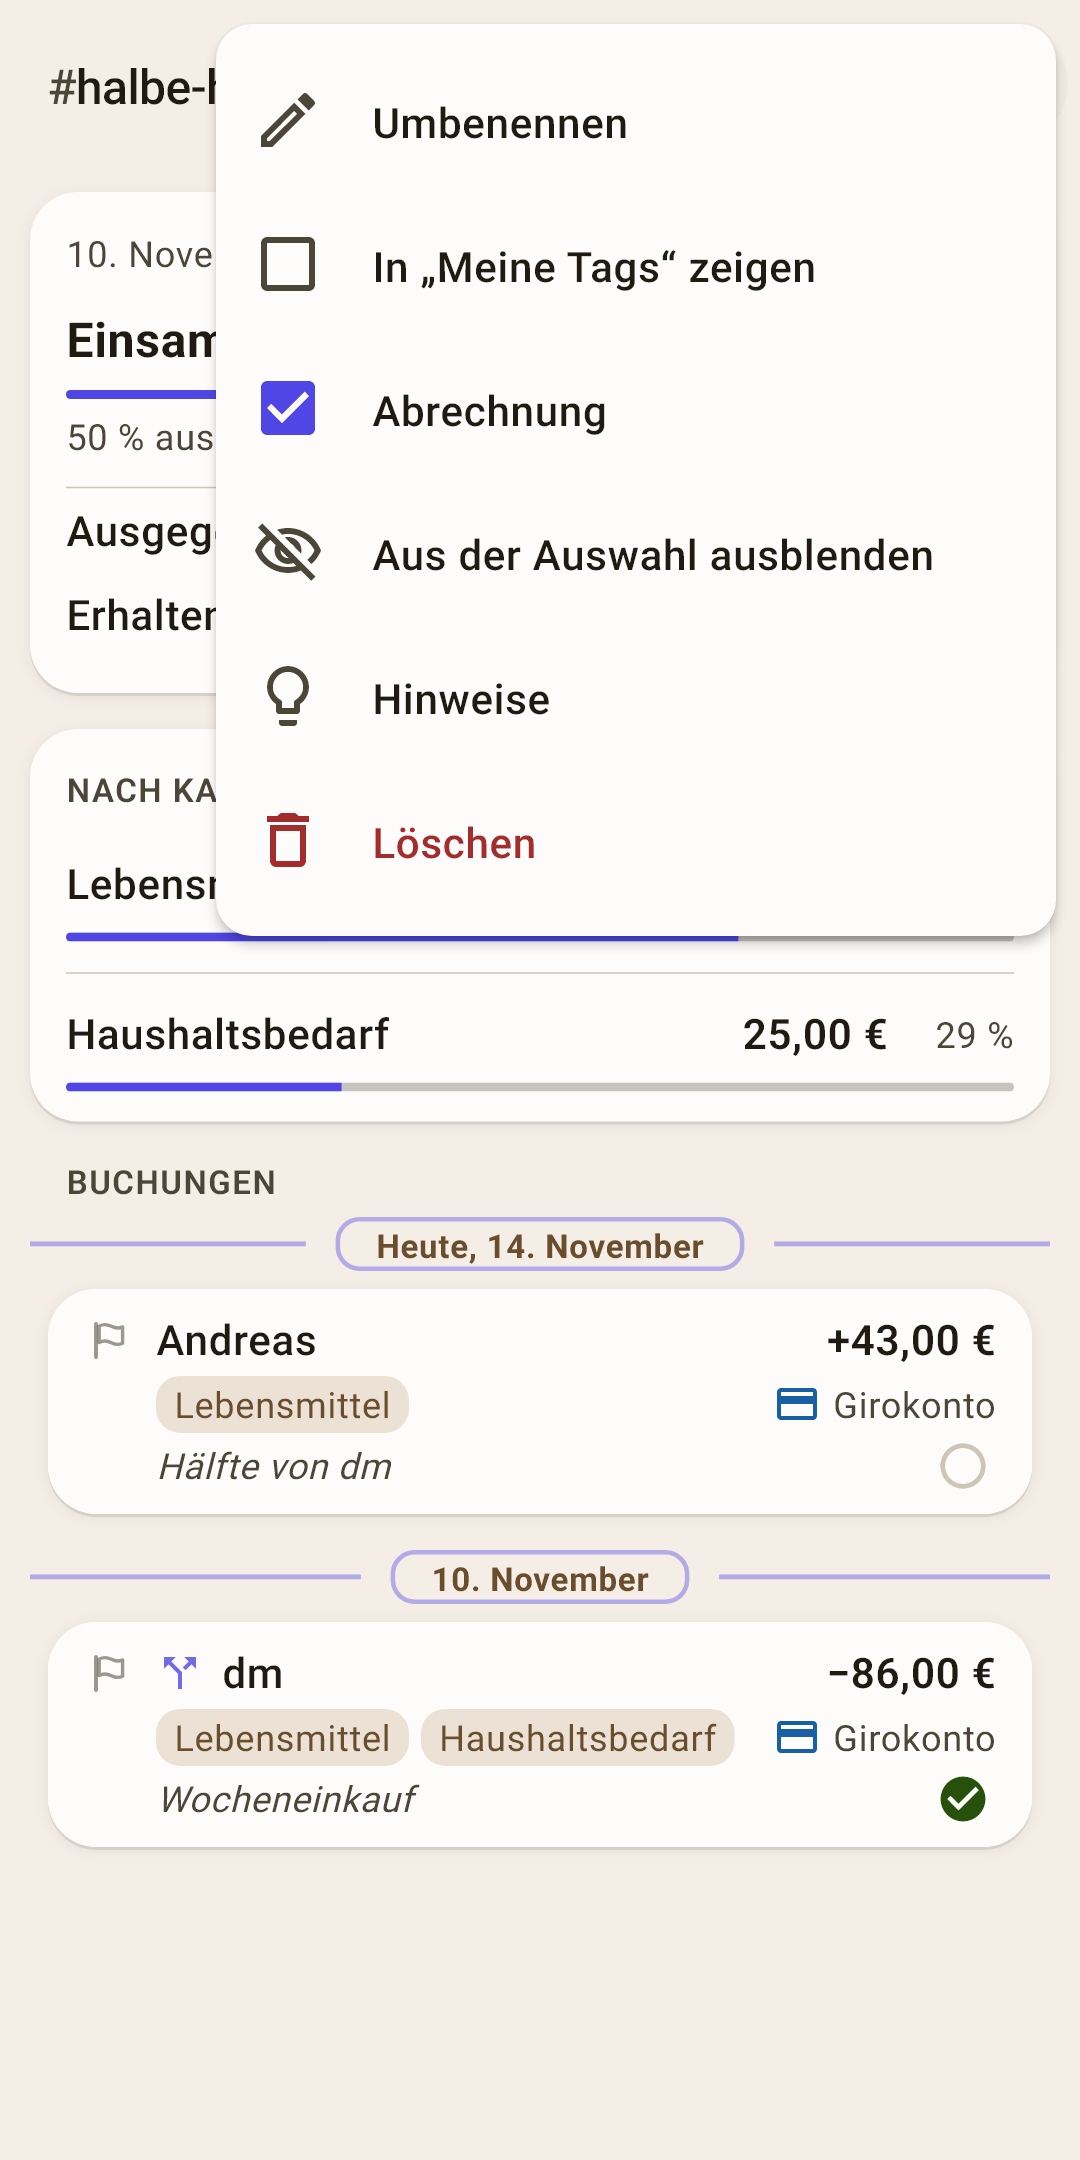 #halbe-
Umbenennen
In „Meine Tags“ zeigen
10. Nove
Einsam
Abrechnung
50 % aus
Ausgeg
Aus der Auswahl ausblenden
Erhalten
Hinweise
NACH KA
Löschen
Lebensm
Haushaltsbedarf 25,00 € 29 %
BUCHUNGEN
Heute, 14. November
Andreas +43,00 €
Lebensmittel Girokonto
Hälfte von dm
10. November
dm −86,00 €
Lebensmittel Haushaltsbedarf Girokonto
Wocheneinkauf